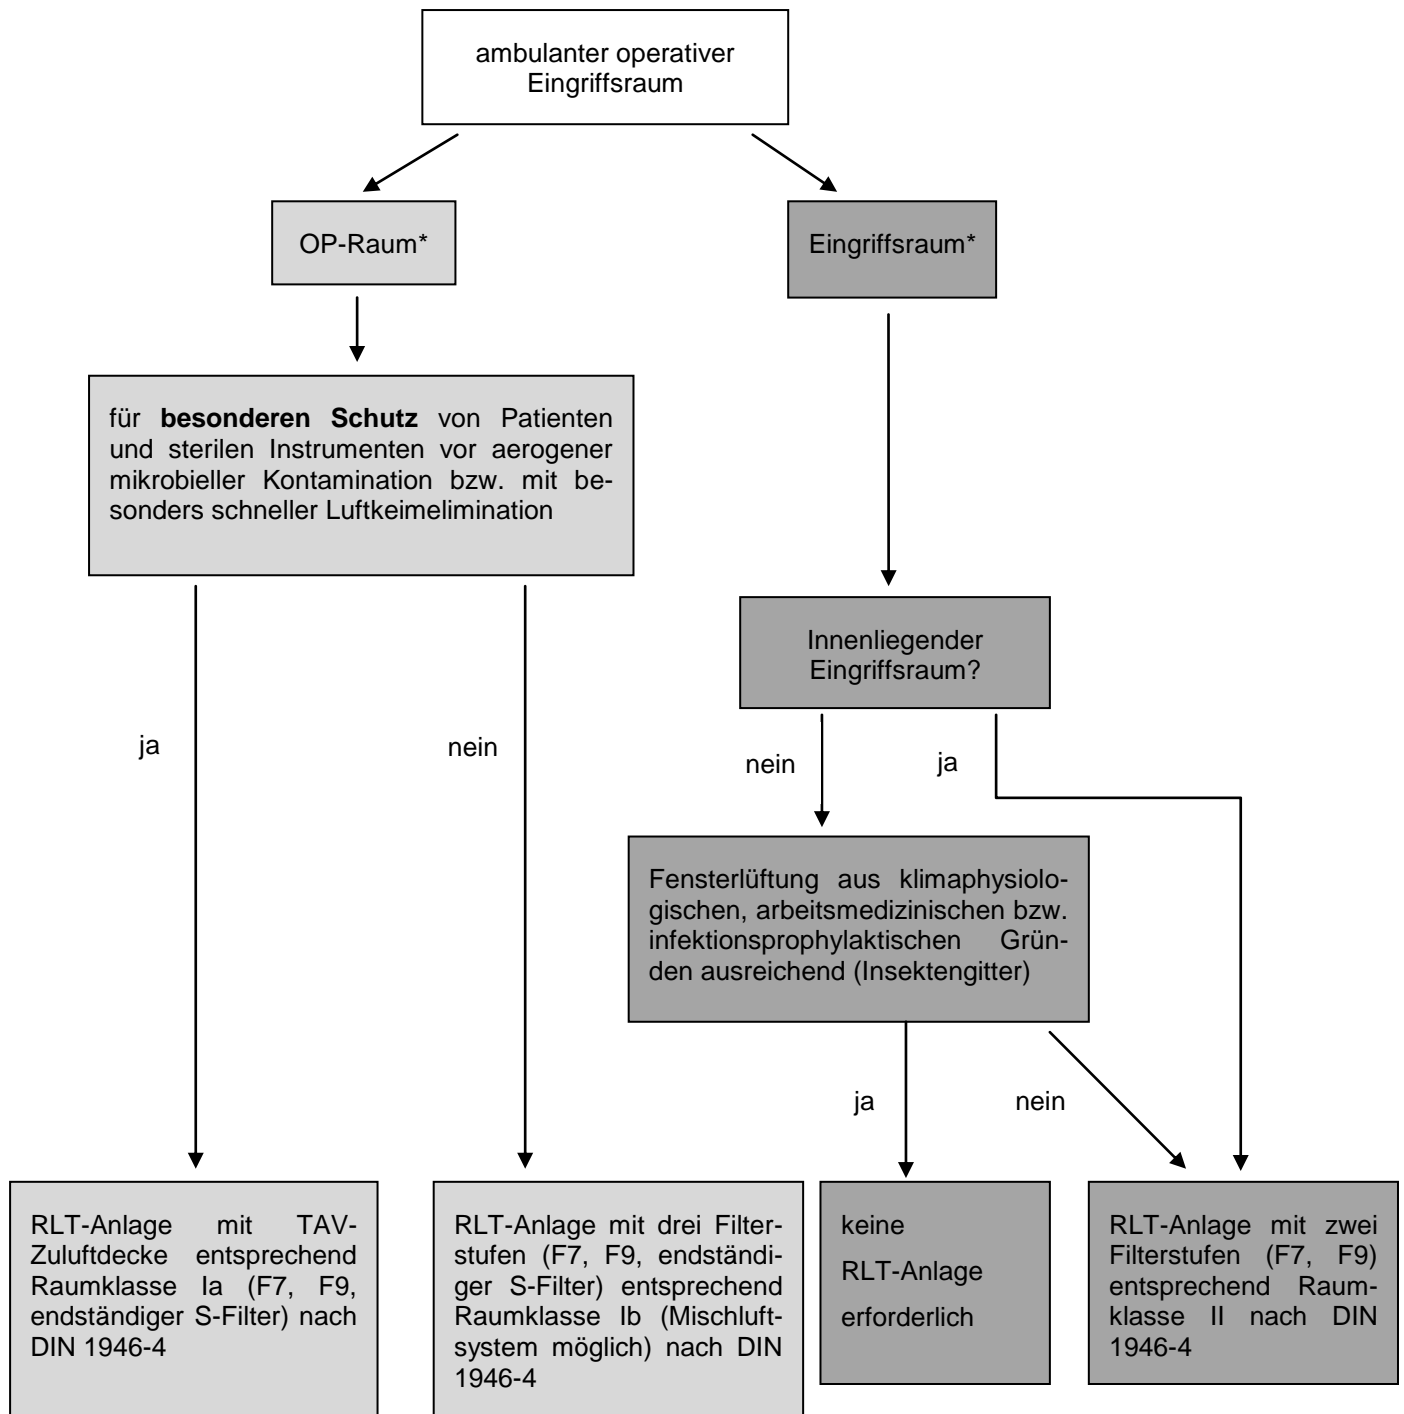 ambulanter operativer
Eingriffsraum
OP-Raum*
Eingriffsraum*
für besonderen Schutz von Patienten
und sterilen Instrumenten vor aerogener
mikrobieller Kontamination bzw. mit be-
sonders schneller Luftkeimelimination
Innenliegender
Eingriffsraum?
ja
nein
nein
ja
Fensterlüftung aus klimaphysiolo-
gischen, arbeitsmedizinischen bzw.
infektionsprophylaktischen Grün-
den ausreichend (Insektengitter)
ja
nein
RLT-Anlage mit TAV-
Zuluftdecke entsprechend
Raumklasse Ia (F7, F9,
endständiger S-Filter) nach
DIN 1946-4
RLT-Anlage mit drei Filter-
stufen (F7, F9, endständi-
ger S-Filter) entsprechend
Raumklasse Ib (Mischluft-
system möglich) nach DIN
1946-4
keine
RLT-Anlage
erforderlich
RLT-Anlage mit zwei
Filterstufen (F7, F9)
entsprechend Raum-
klasse II nach DIN
1946-4